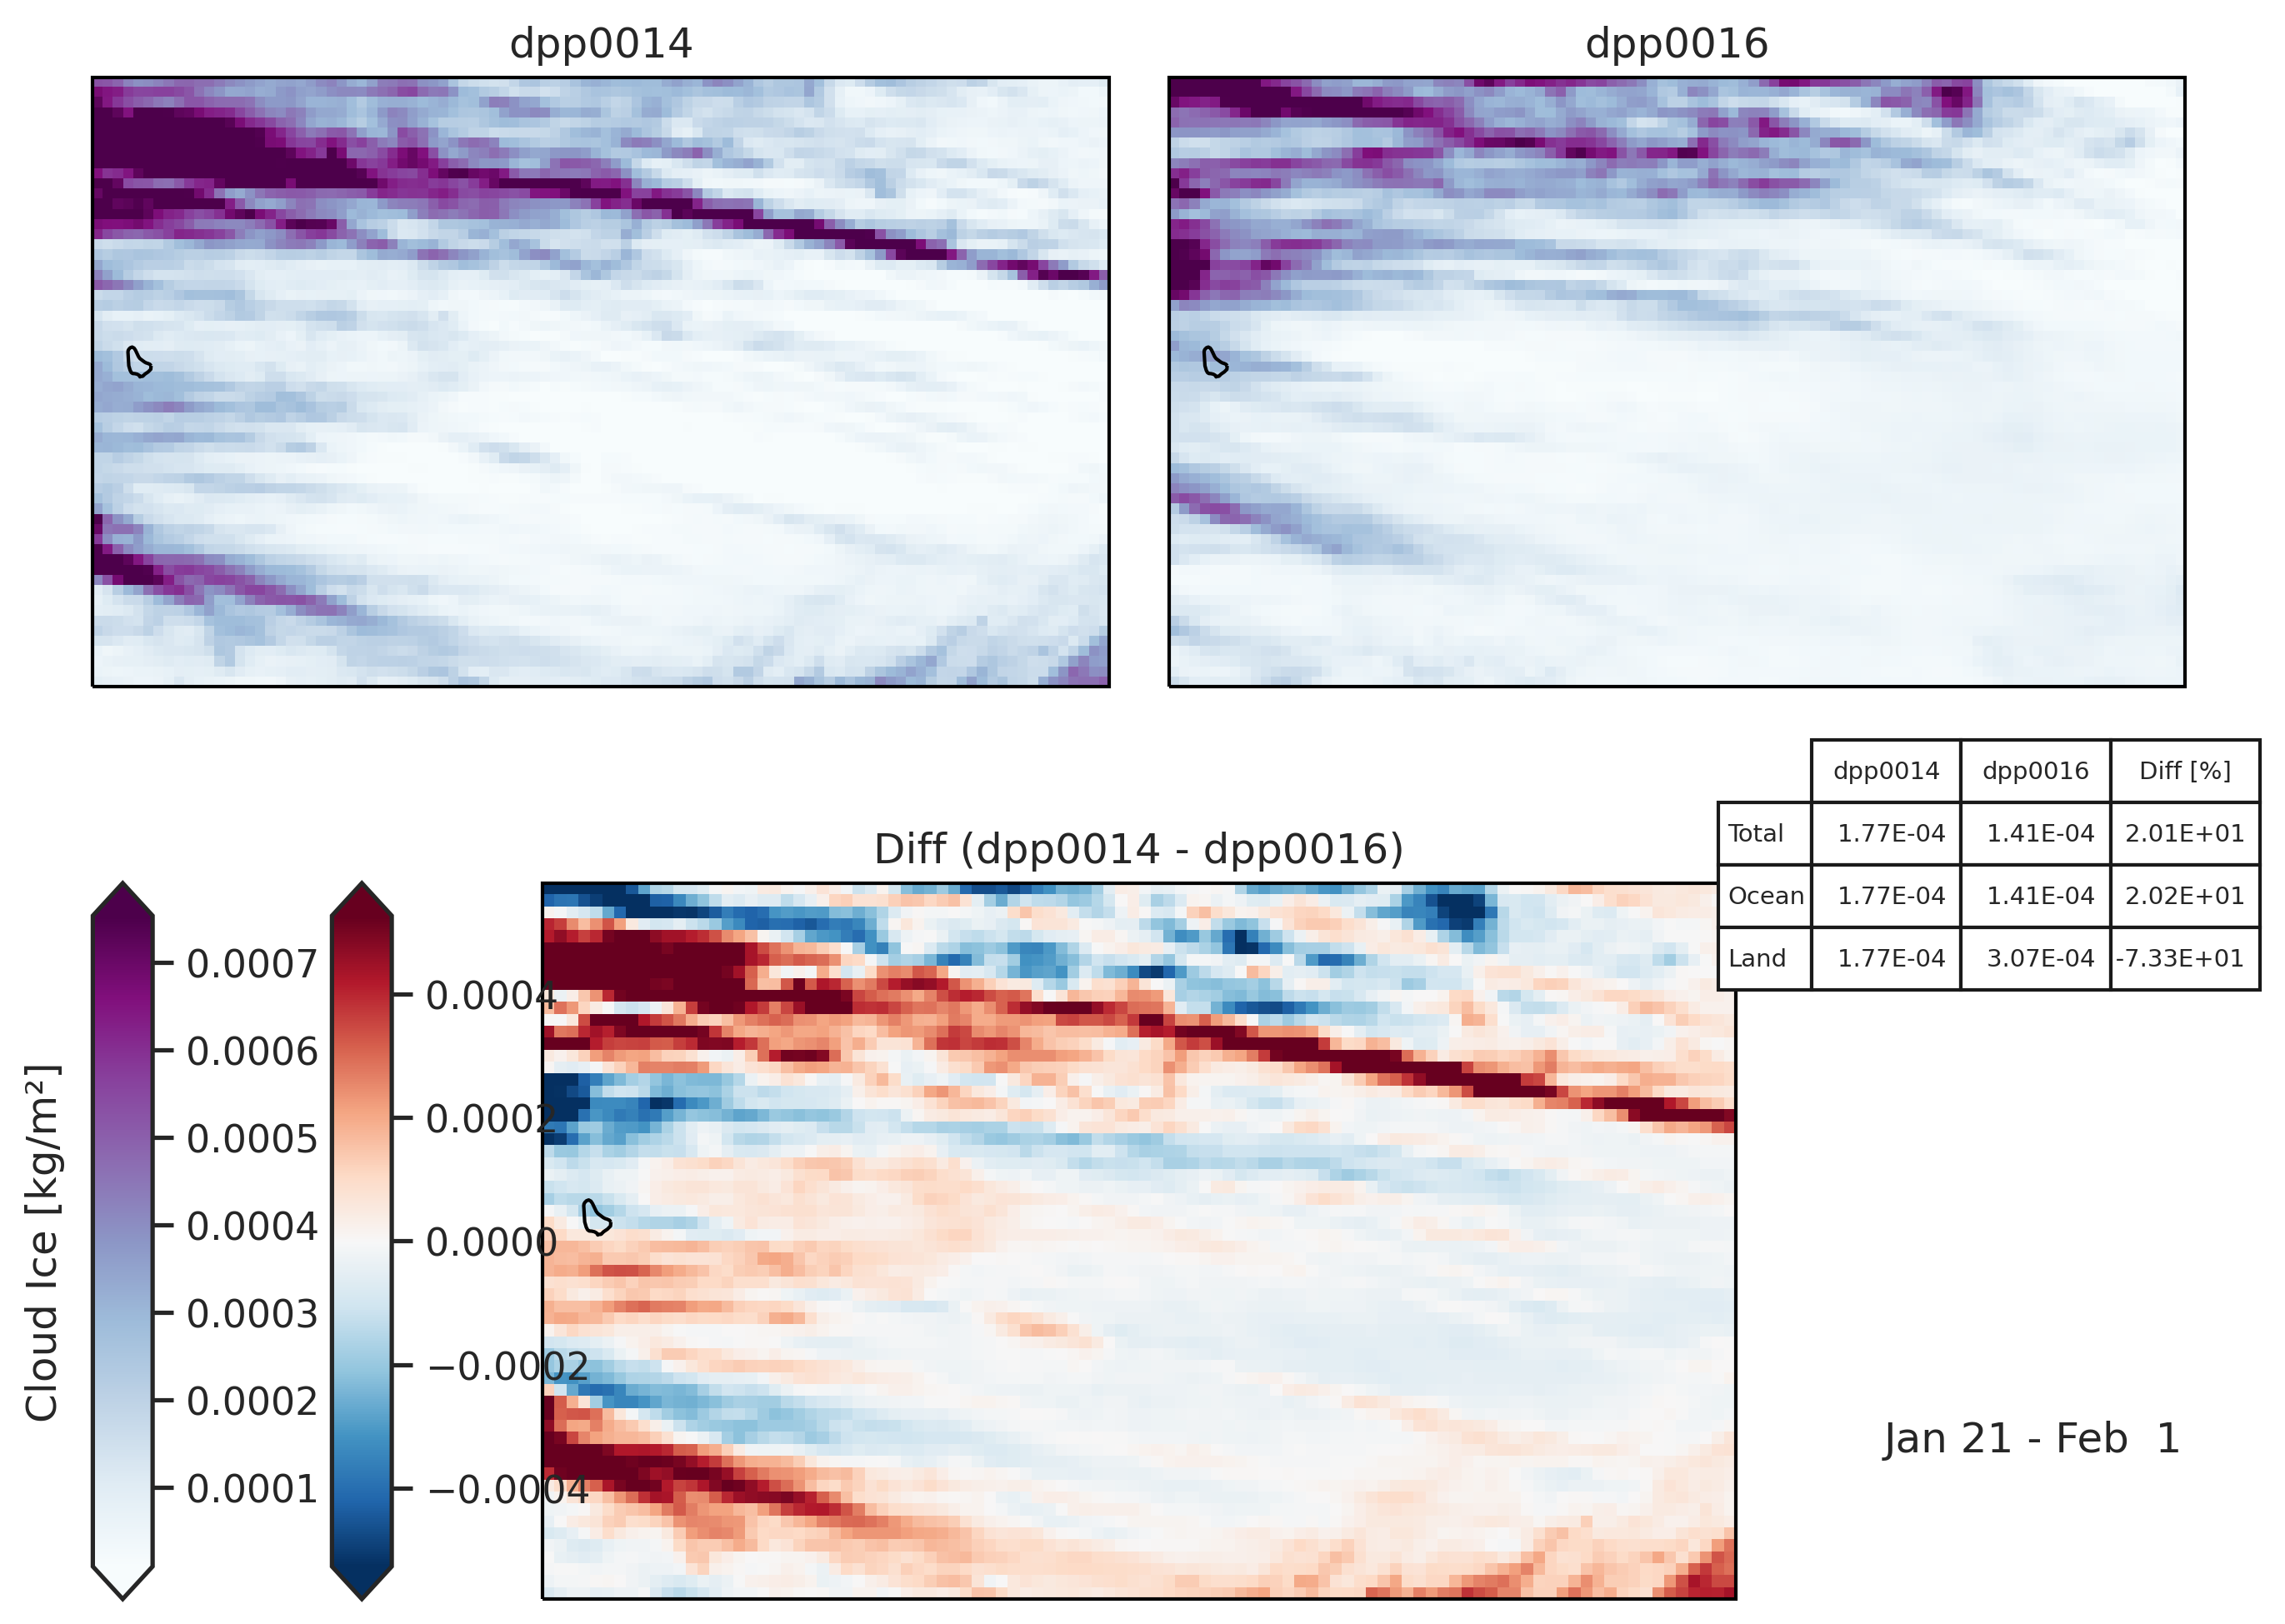 dpp0014
dpp0016
dpp0014 dpp0016 Diff [%]
Total 1.77E-04 1.41E-04 2.01E+01
Ocean 1.77E-04 1.41E-04 2.02E+01
Land 1.77E-04 3.07E-04 -7.33E+01
Diff (dpp0014 - dpp0016)
Cloud Ice [kg/m²]
0.0007
0.0006
0.0005
0.0004
0.0003
0.0002
0.0001
0.0004
0.0002
0.0000
−0.0002
−0.0004
Jan 21 - Feb 1